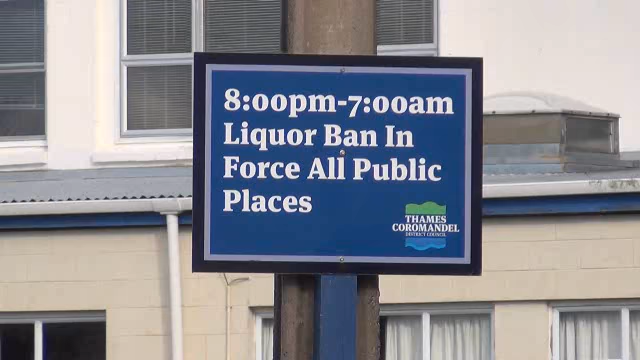 8:00pm-7:00am
Liquor Ban In
Force All Public
Places
THAMES
COROMANDEL
DISTRICT COUNCIL